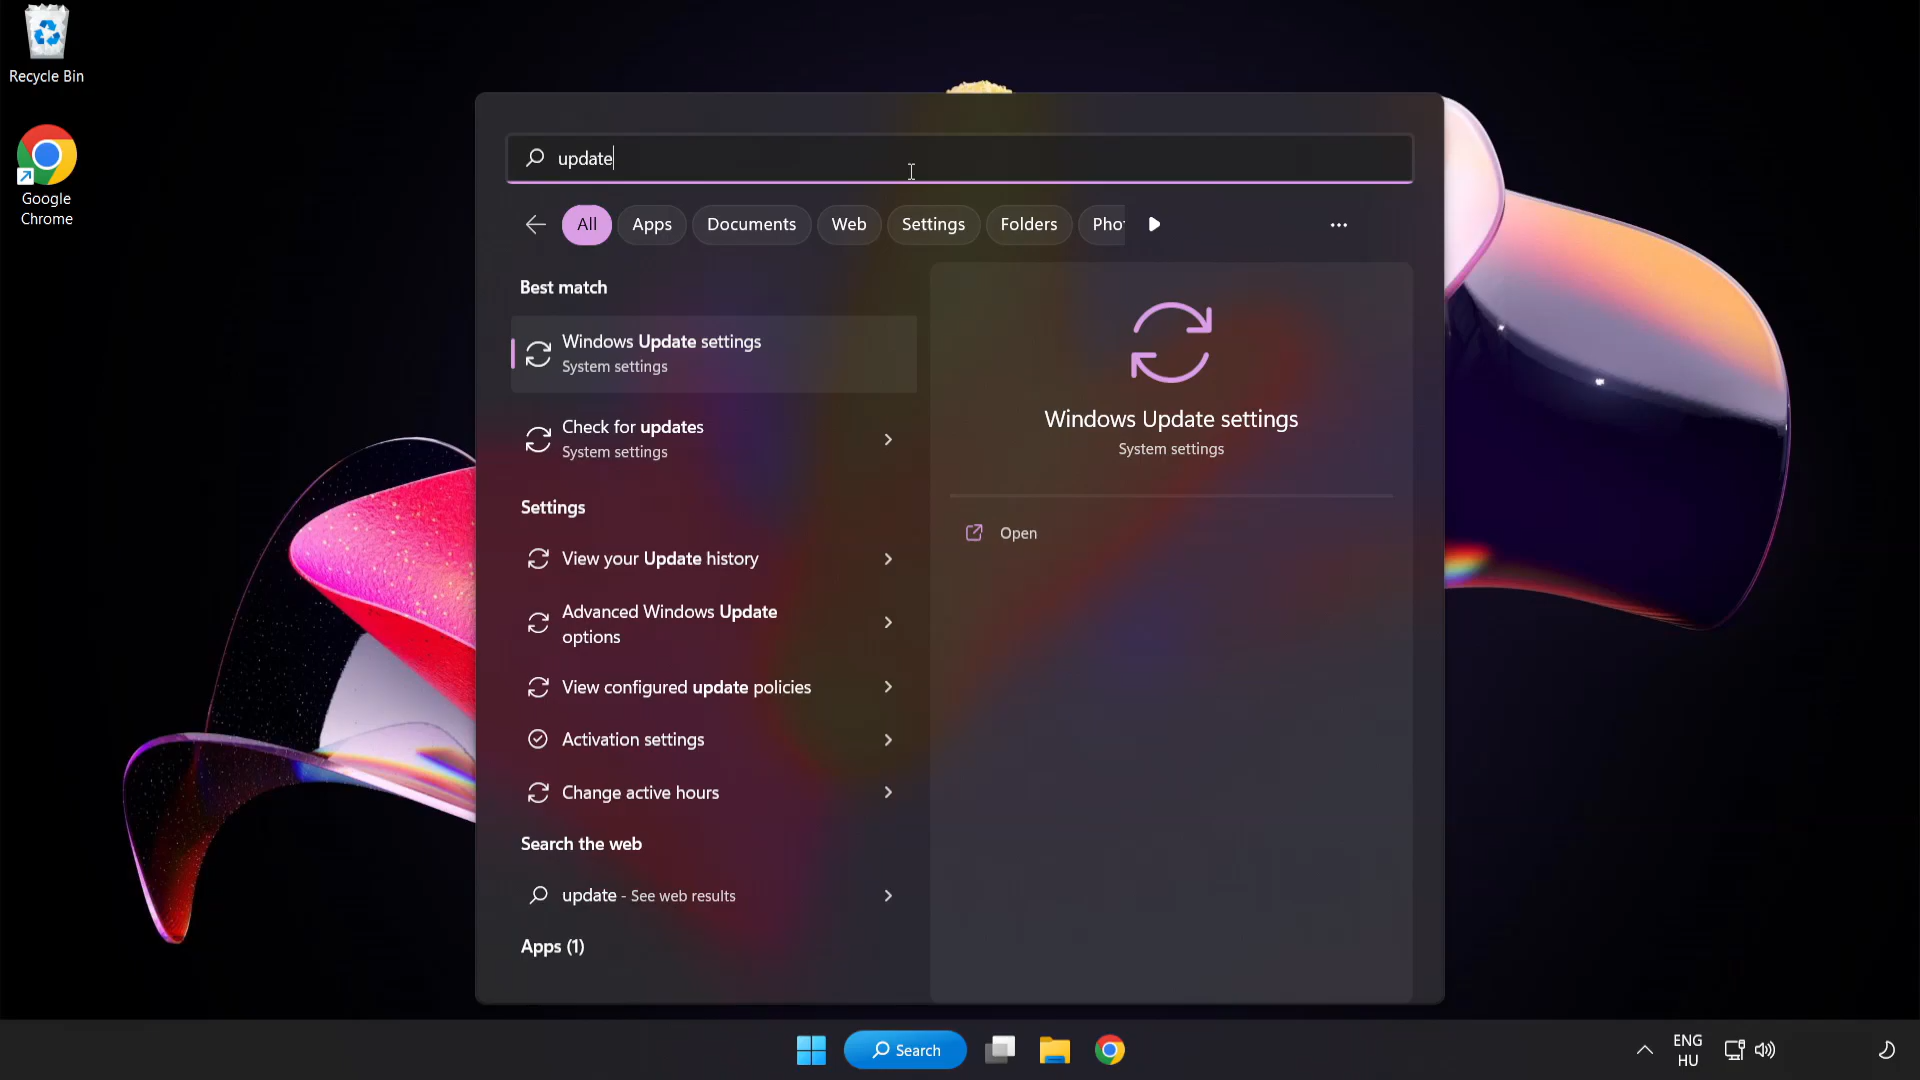 Recycle Bin
Google
Chrome
update
All
Apps
Documents
Web
Settings
Folders
Pho
Best match
Windows Update settings
System settings
Check for updates
System settings
Settings
View your Update history
Advanced Windows Update
options
View configured update policies
Activation settings
Change active hours
Search the web
update - See web results
Apps (1)
Windows Update settings
System settings
Open
Search
ENG
HU